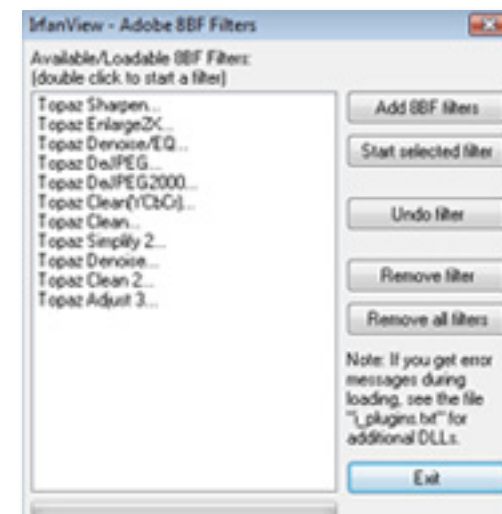 IrfanView - Adobe 8BF Filters
Available/Loadable 8BF Filters:
(double click to start a filter)
Topaz Sharpen...
Topaz Enlarge2X...
Topaz Denoise/EQ...
Topaz DeJPEG...
Topaz DeJPEG2000...
Topaz Clean(YCbCr)...
Topaz Clean...
Topaz Simplify 2...
Topaz Denoise...
Topaz Clean 2...
Topaz Adjust 3...
Add 8BF filters
Start selected filter
Undo filter
Remove filter
Remove all filters
Note: If you get error
messages during
loading, see the file
"i_plugins.txt" for
additional DLLs.
Exit